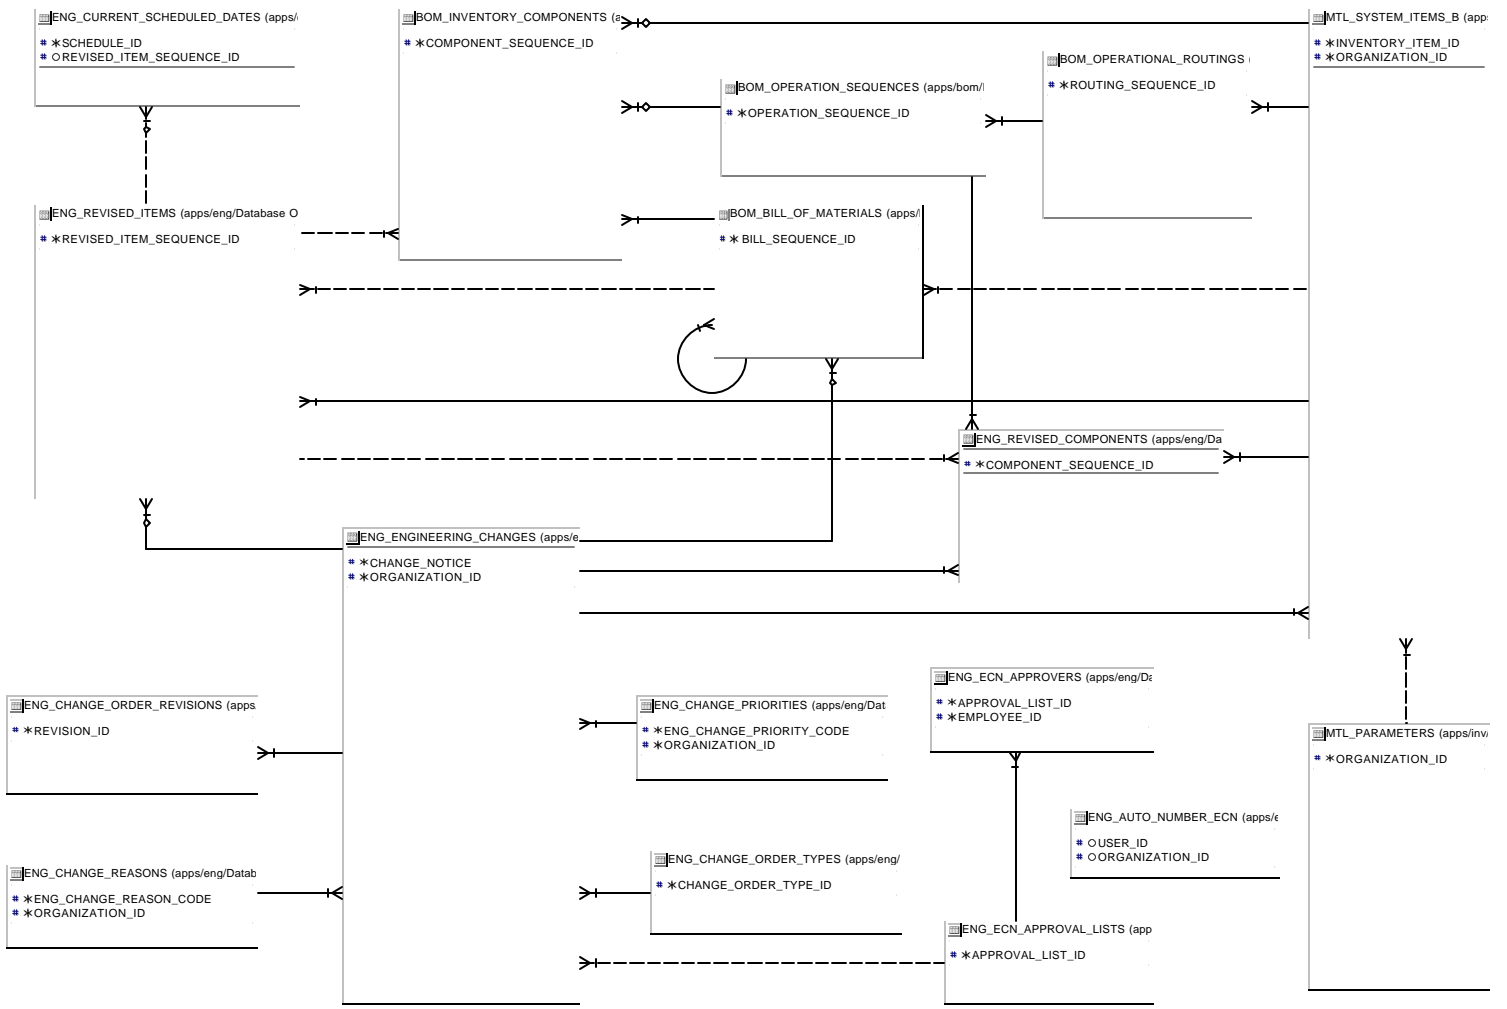 ENG_CURRENT_SCHEDULED_DATES (apps/
# *SCHEDULE_ID
# OREVISED_ITEM_SEQUENCE_ID
BOM_INVENTORY_COMPONENTS (a
# *COMPONENT_SEQUENCE_ID
MTL_SYSTEM_ITEMS_B (app
# *INVENTORY_ITEM_ID
# *ORGANIZATION_ID
BOM_OPERATIONAL_ROUTINGS (
# *ROUTING_SEQUENCE_ID
BOM_OPERATION_SEQUENCES (apps/bom/
# *OPERATION_SEQUENCE_ID
ENG_REVISED_ITEMS (apps/eng/Database O
# *REVISED_ITEM_SEQUENCE_ID
BOM_BILL_OF_MATERIALS (apps/
# * BILL_SEQUENCE_ID
ENG_REVISED_COMPONENTS (apps/eng/Da
# *COMPONENT_SEQUENCE_ID
ENG_ENGINEERING_CHANGES (apps/e
# *CHANGE_NOTICE
# *ORGANIZATION_ID
ENG_CHANGE_ORDER_REVISIONS (apps
# *REVISION_ID
ENG_CHANGE_PRIORITIES (apps/eng/Dat
# *ENG_CHANGE_PRIORITY_CODE
# *ORGANIZATION_ID
ENG_ECN_APPROVERS (apps/eng/Da
# *APPROVAL_LIST_ID
# *EMPLOYEE_ID
MTL_PARAMETERS (apps/inv/
# *ORGANIZATION_ID
ENG_AUTO_NUMBER_ECN (apps/e
# OUSER_ID
# OORGANIZATION_ID
ENG_CHANGE_REASONS (apps/eng/Datab
# *ENG_CHANGE_REASON_CODE
# *ORGANIZATION_ID
ENG_CHANGE_ORDER_TYPES (apps/eng/
# *CHANGE_ORDER_TYPE_ID
ENG_ECN_APPROVAL_LISTS (app
# *APPROVAL_LIST_ID